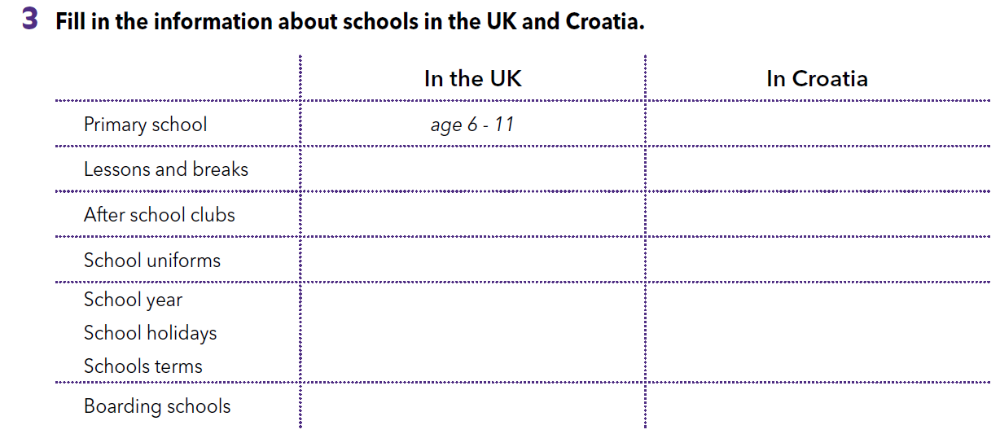 3 Fill in the information about schools in the UK and Croatia.
In the UK In Croatia
Primary school age 6 - 11
Lessons and breaks
After school clubs
School uniforms
School year
School holidays
Schools terms
Boarding schools